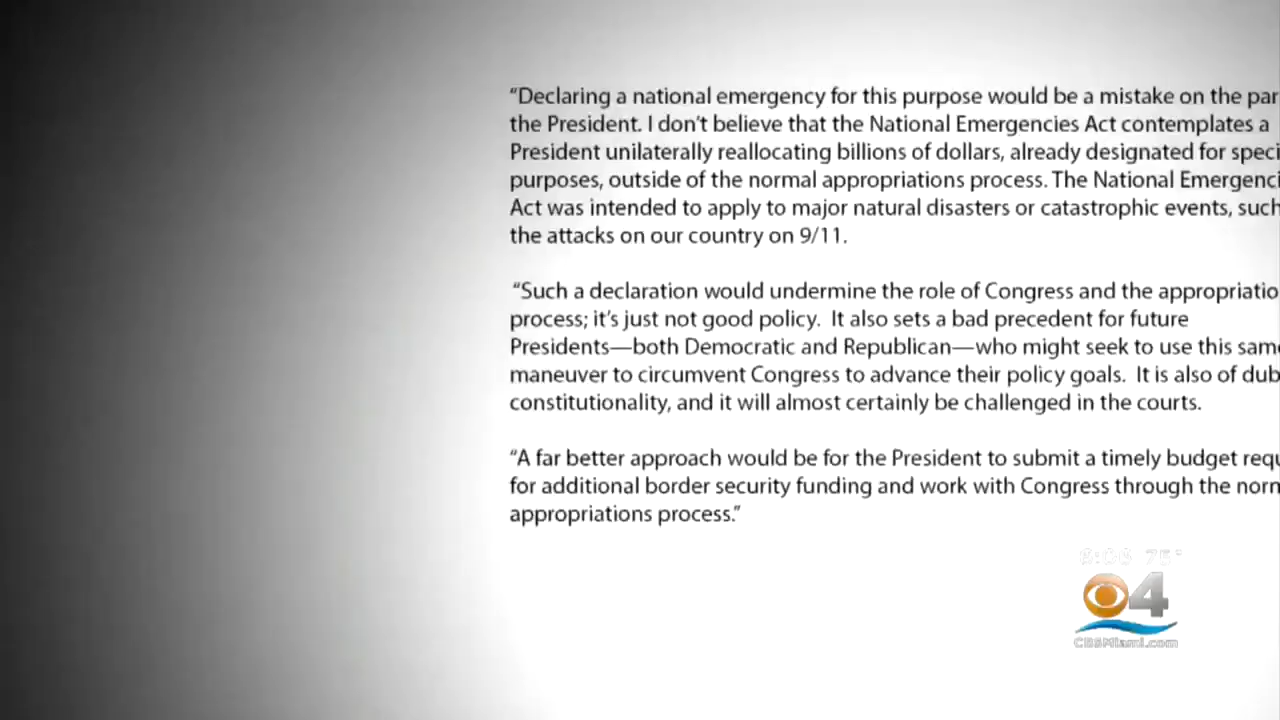 “Declaring a national emergency for this purpose would be a mistake on the par
the President. I don’t believe that the National Emergencies Act contemplates a
President unilaterally reallocating billions of dollars, already designated for speci
purposes, outside of the normal appropriations process. The National Emergenci
Act was intended to apply to major natural disasters or catastrophic events, such
the attacks on our country on 9/11.
“Such a declaration would undermine the role of Congress and the appropriatio
process; it’s just not good policy.  It also sets a bad precedent for future
Presidents—both Democratic and Republican—who might seek to use this same
maneuver to circumvent Congress to advance their policy goals.  It is also of dub
constitutionality, and it will almost certainly be challenged in the courts.
“A far better approach would be for the President to submit a timely budget requ
for additional border security funding and work with Congress through the norm
appropriations process.”
75°
4
CBSMiami.com